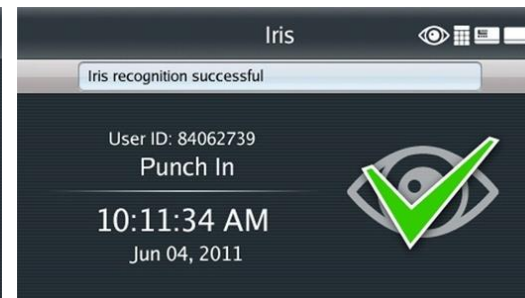 Iris
Iris recognition successful
User ID: 84062739
Punch In
10:11:34 AM
Jun 04, 2011